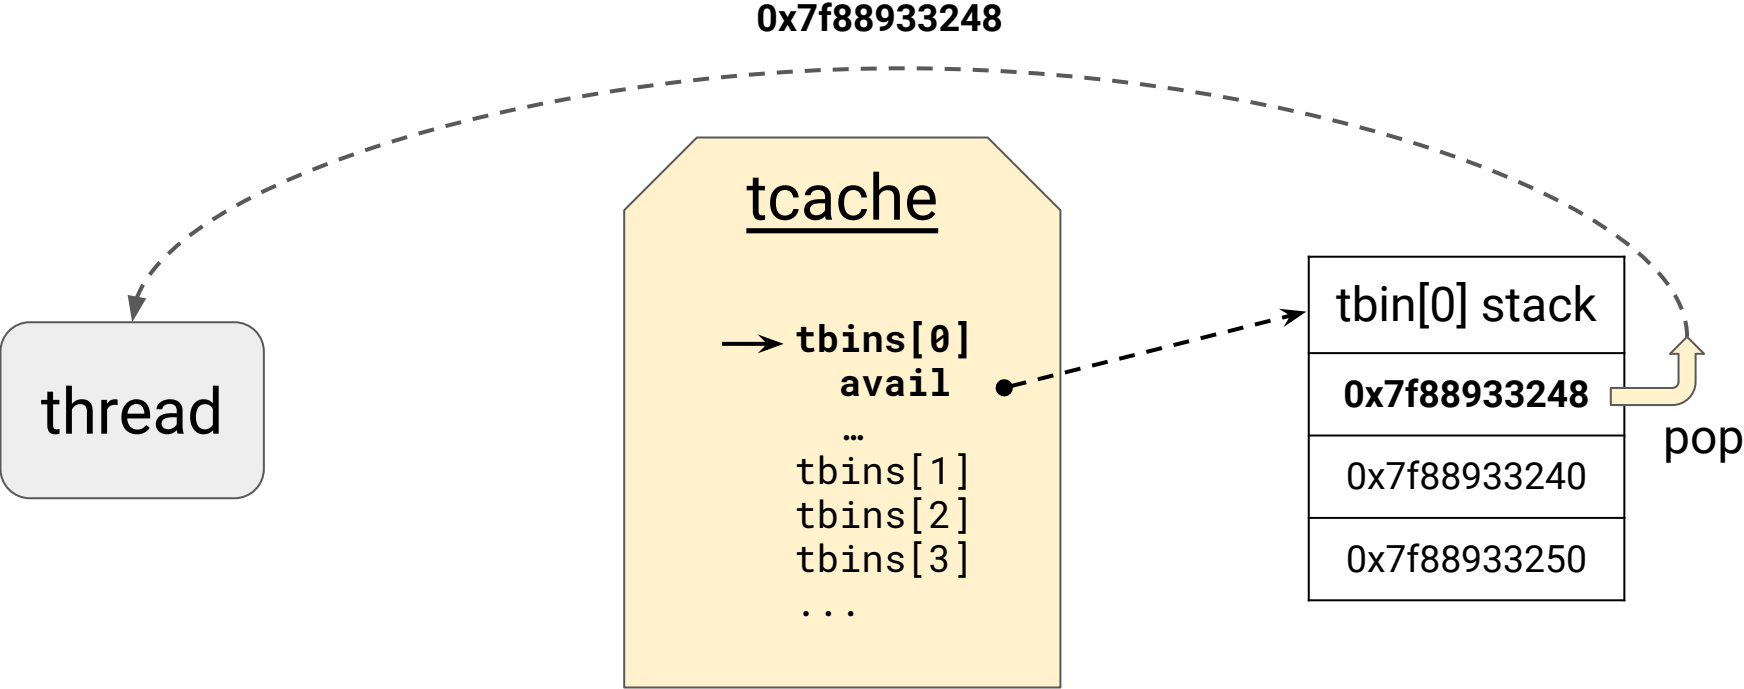 0x7f88933248
tcache
thread
tbins[0]
avail
…
tbins[1]
tbins[2]
tbins[3]
...
tbin[0] stack
0x7f88933248
0x7f88933240
0x7f88933250
pop